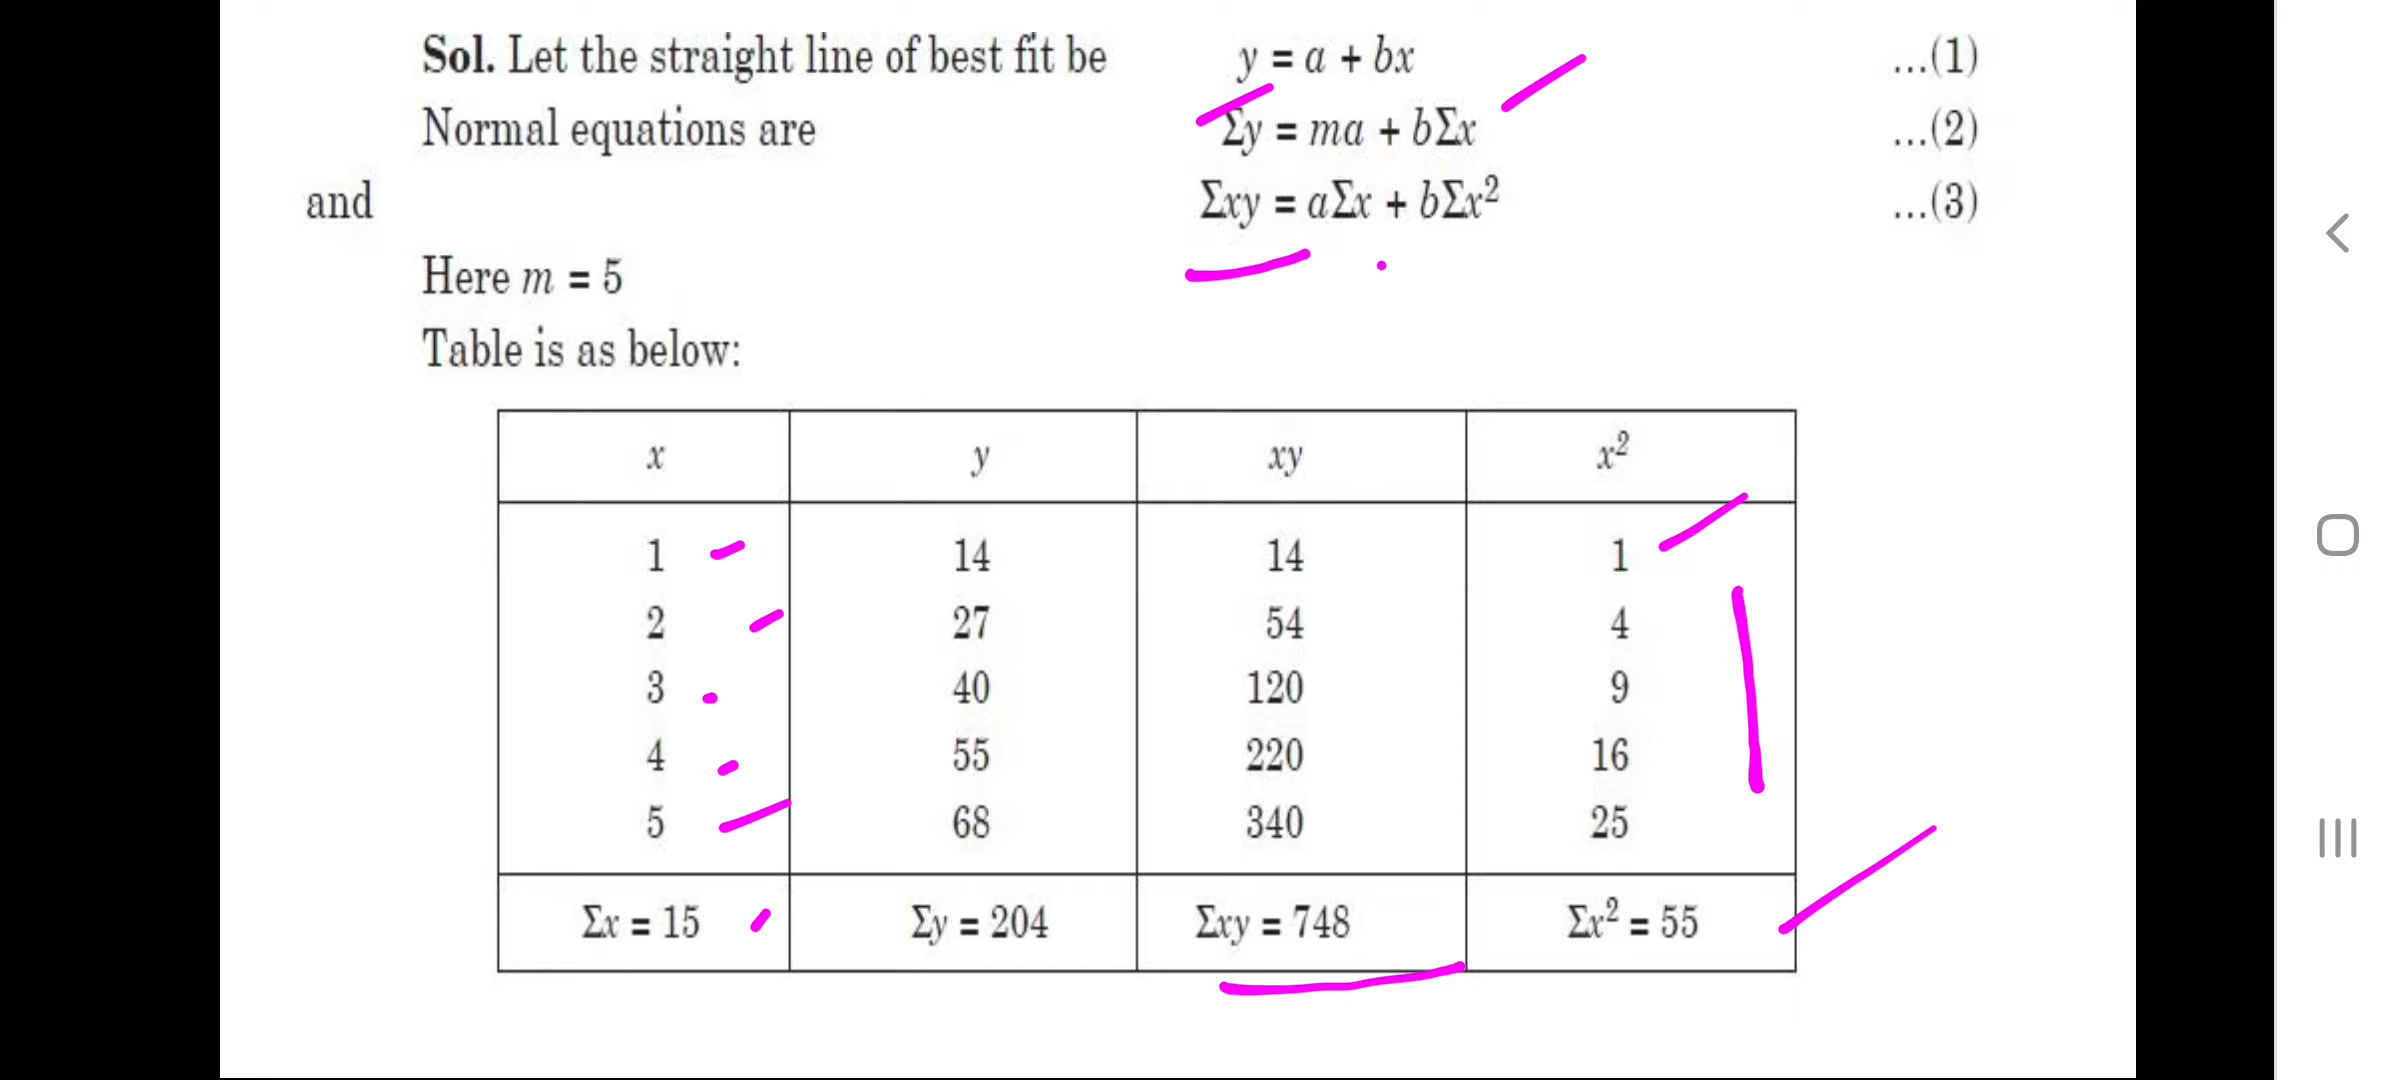 Sol. Let the straight line of best fit be y = a + bx ...(1)
Normal equations are Σy = ma + bΣx ...(2)
and Σxy = aΣx + bΣx² ...(3)
Here m = 5
Table is as below:
x y xy x²
1 14 14 1
2 27 54 4
3 40 120 9
4 55 220 16
5 68 340 25
Σx = 15 Σy = 204 Σxy = 748 Σx² = 55